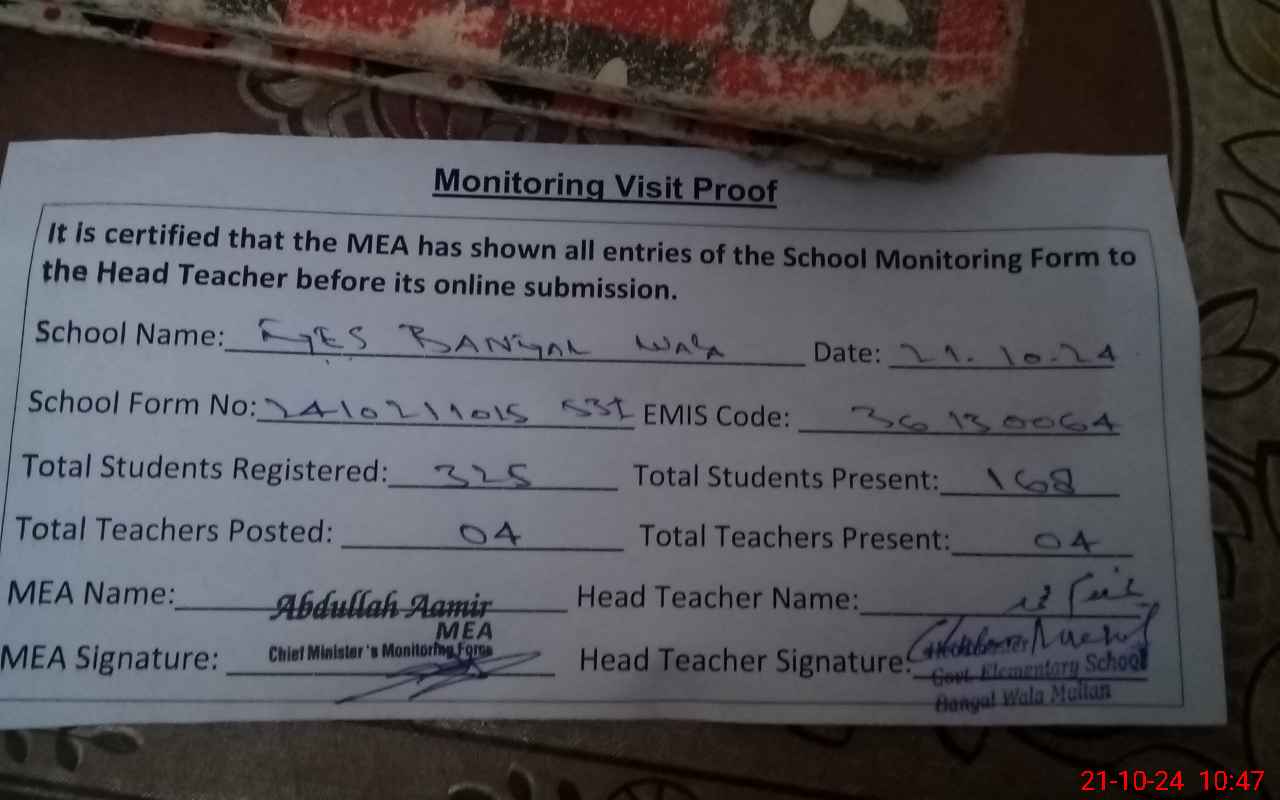 Monitoring Visit Proof
It is certified that the MEA has shown all entries of the School Monitoring Form to
the Head Teacher before its online submission.
School Name: GES BANGAL WALA Date: 21.10.24
School Form No: 2410211015 531 EMIS Code: 36130064
Total Students Registered: 325 Total Students Present: 168
Total Teachers Posted: 04 Total Teachers Present: 04
MEA Name: Abdullah Aamir Head Teacher Name:
MEA
MEA Signature: Chief Minister's Monitoring Force Head Teacher Signature:
Govt. Elementary School
Bangal Wala Multan
21-10-24 10:47